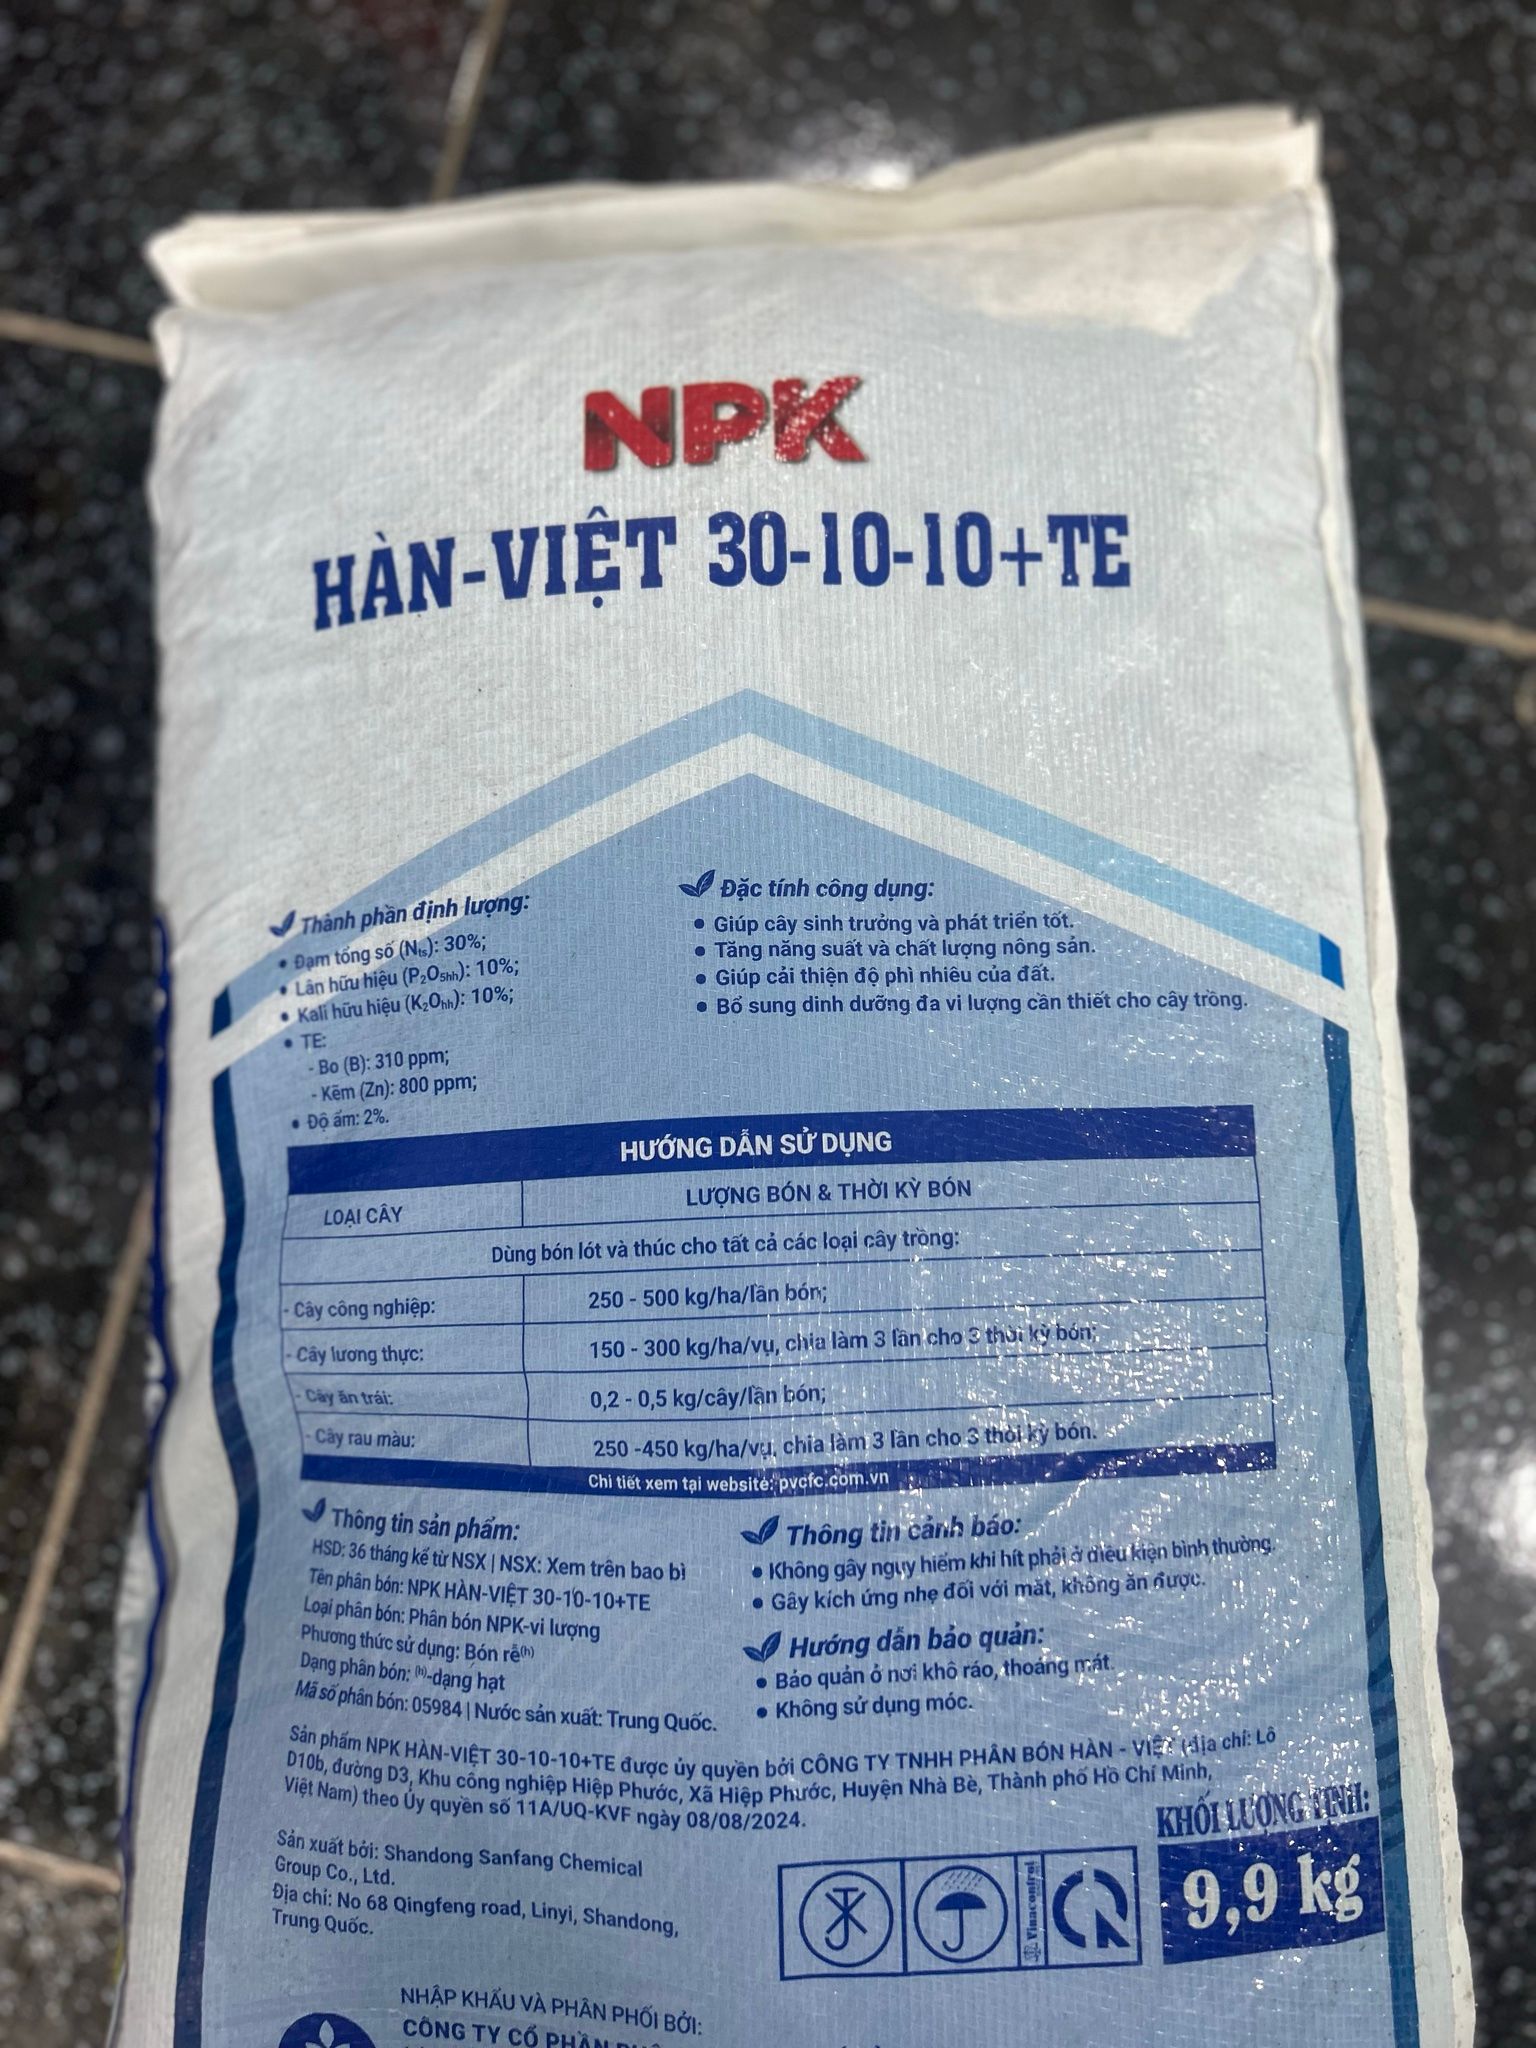 NPK
HÀN-VIỆT 30-10-10+TE
Thành phần định lượng:
• Đạm tổng số (Nts): 30%;
• Lân hữu hiệu (P2O5hh): 10%;
• Kali hữu hiệu (K2Ohh): 10%;
• TE:
- Bo (B): 310 ppm;
- Kẽm (Zn): 800 ppm;
• Độ ẩm: 2%.
Đặc tính công dụng:
• Giúp cây sinh trưởng và phát triển tốt.
• Tăng năng suất và chất lượng nông sản.
• Giúp cải thiện độ phì nhiêu của đất.
• Bổ sung dinh dưỡng đa vi lượng cần thiết cho cây trồng.
HƯỚNG DẪN SỬ DỤNG
LOẠI CÂY LƯỢNG BÓN & THỜI KỲ BÓN
Dùng bón lót và thúc cho tất cả các loại cây trồng:
- Cây công nghiệp: 250 - 500 kg/ha/lần bón;
- Cây lương thực: 150 - 300 kg/ha/vụ, chia làm 3 lần cho 3 thời kỳ bón;
- Cây ăn trái: 0,2 - 0,5 kg/cây/lần bón;
- Cây rau màu: 250 -450 kg/ha/vụ, chia làm 3 lần cho 3 thời kỳ bón.
Chi tiết xem tại website: pvcfc.com.vn
Thông tin sản phẩm:
HSD: 36 tháng kể từ NSX | NSX: Xem trên bao bì
Tên phân bón: NPK HÀN-VIỆT 30-10-10+TE
Loại phân bón: Phân bón NPK-vi lượng
Phương thức sử dụng: Bón rễ(h)
Dạng phân bón: (h)-dạng hạt
Mã số phân bón: 05984 | Nước sản xuất: Trung Quốc.
Thông tin cảnh báo:
• Không gây nguy hiểm khi hít phải ở điều kiện bình thường.
• Gây kích ứng nhẹ đối với mắt, không ăn được.
Hướng dẫn bảo quản:
• Bảo quản ở nơi khô ráo, thoáng mát.
• Không sử dụng móc.
Sản phẩm NPK HÀN-VIỆT 30-10-10+TE được ủy quyền bởi CÔNG TY TNHH PHÂN BÓN HÀN - VIỆT (địa chỉ: Lô
D10b, đường D3, Khu công nghiệp Hiệp Phước, Xã Hiệp Phước, Huyện Nhà Bè, Thành phố Hồ Chí Minh,
Việt Nam) theo Ủy quyền số 11A/UQ-KVF ngày 08/08/2024.
Sản xuất bởi: Shandong Sanfang Chemical
Group Co., Ltd.
Địa chỉ: No 68 Qingfeng road, Linyi, Shandong,
Trung Quốc.
Vinacontrol
KHỐI LƯỢNG TỊNH:
9,9 kg
NHẬP KHẨU VÀ PHÂN PHỐI BỞI:
CÔNG TY CỔ PHẦN